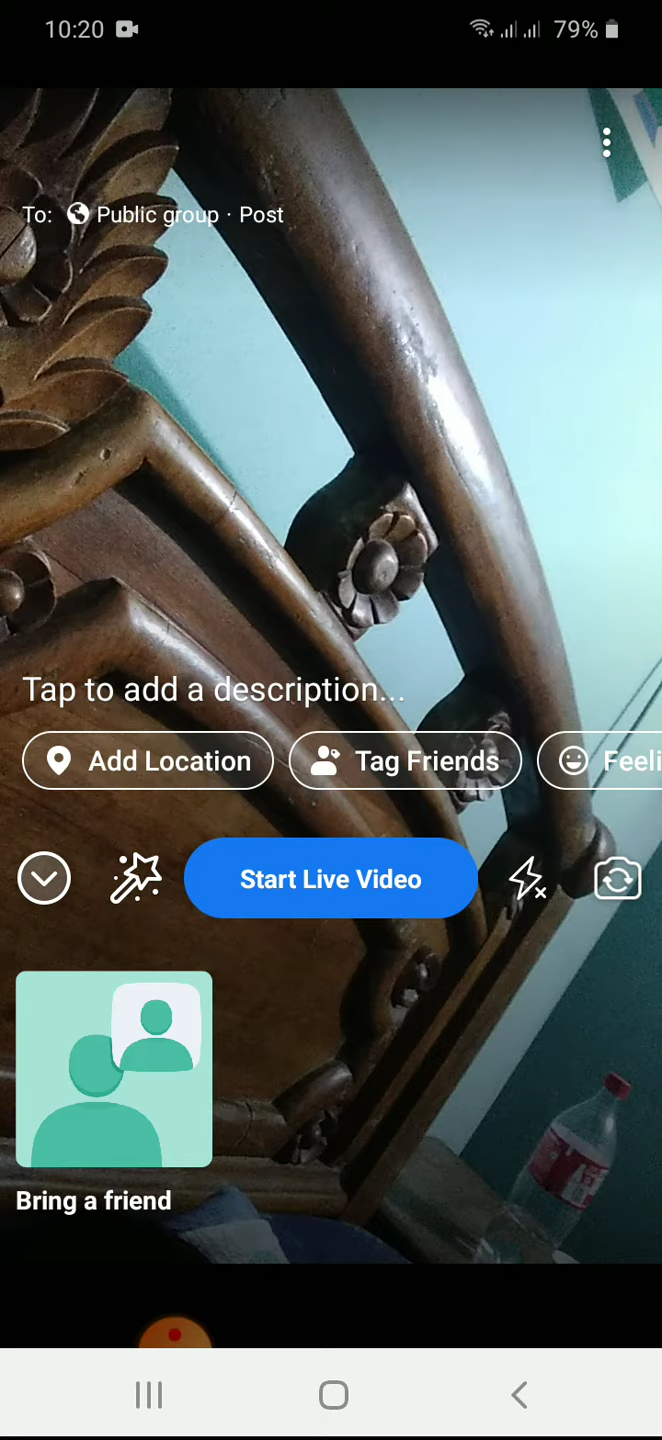 10:20 79%
To: Public group · Post
Tap to add a description...
Add Location Tag Friends Feeli
Start Live Video
Bring a friend